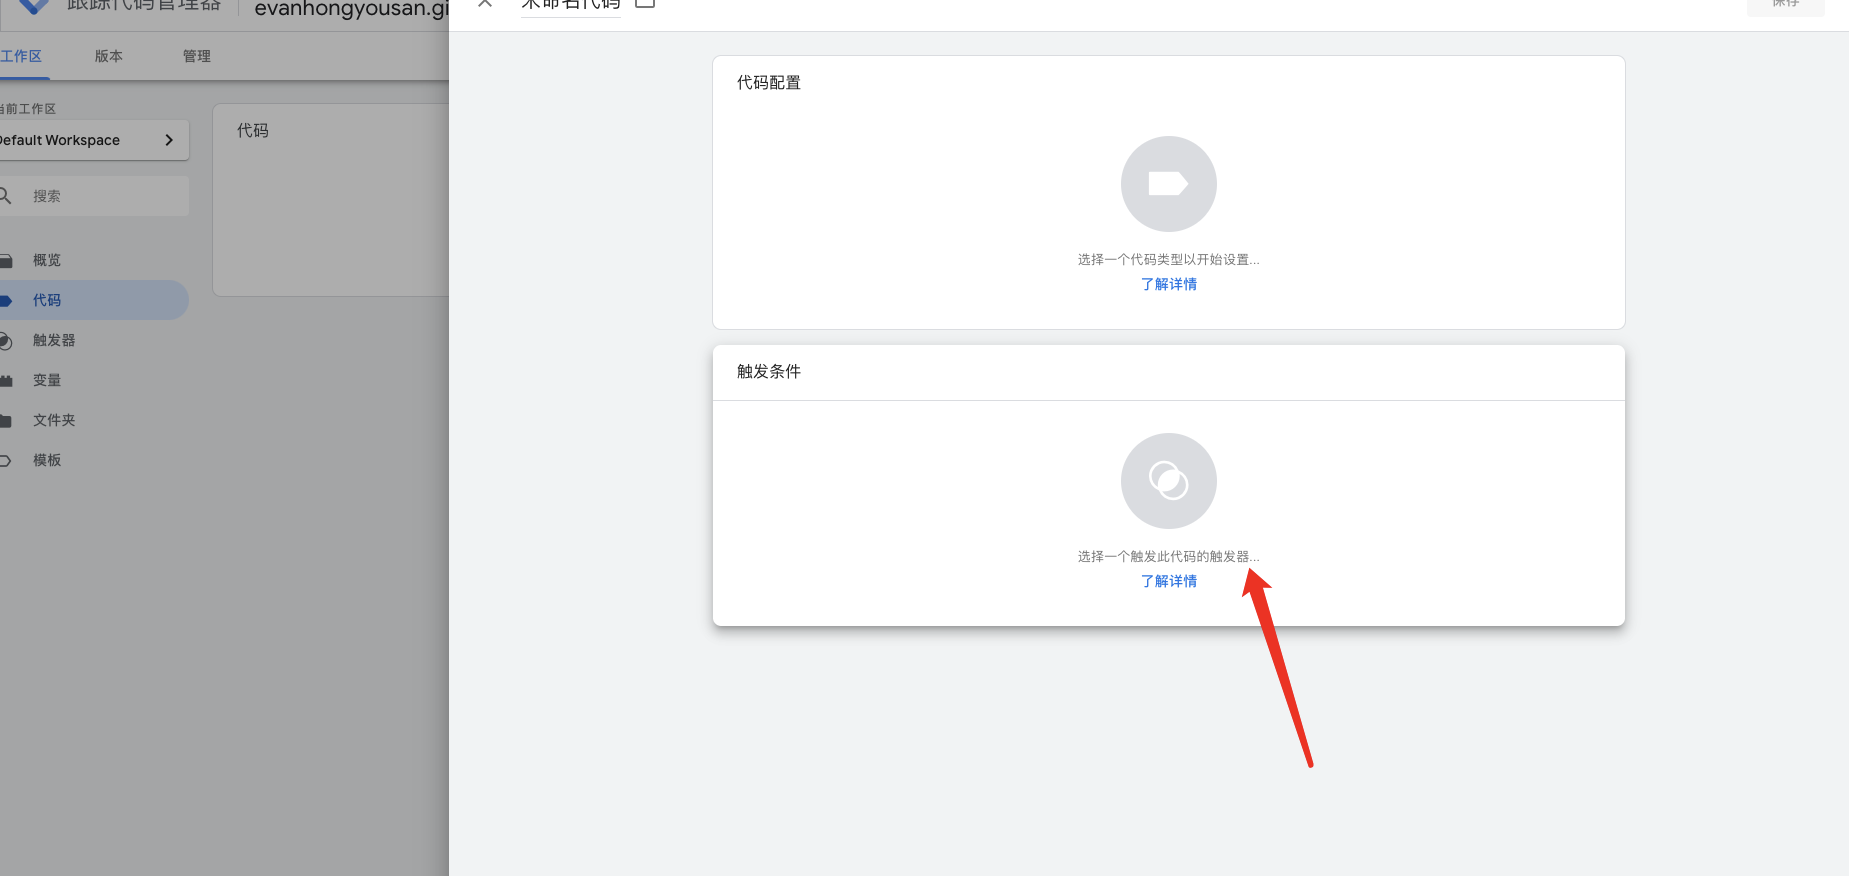 跟踪代码管理器
evanhongyousan.gi
未命名代码
保存
工作区
版本
管理
当前工作区
Default Workspace
搜索
概览
代码
触发器
变量
文件夹
模板
代码
代码配置
选择一个代码类型以开始设置...
了解详情
触发条件
选择一个触发此代码的触发器...
了解详情